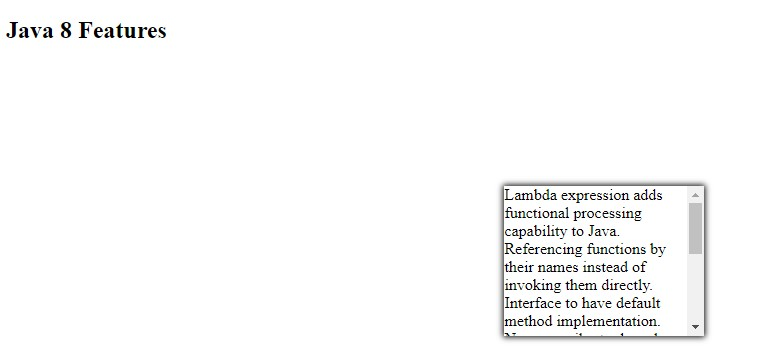 Java 8 Features
Lambda expression adds
functional processing
capability to Java.
Referencing functions by
their names instead of
invoking them directly.
Interface to have default
method implementation.